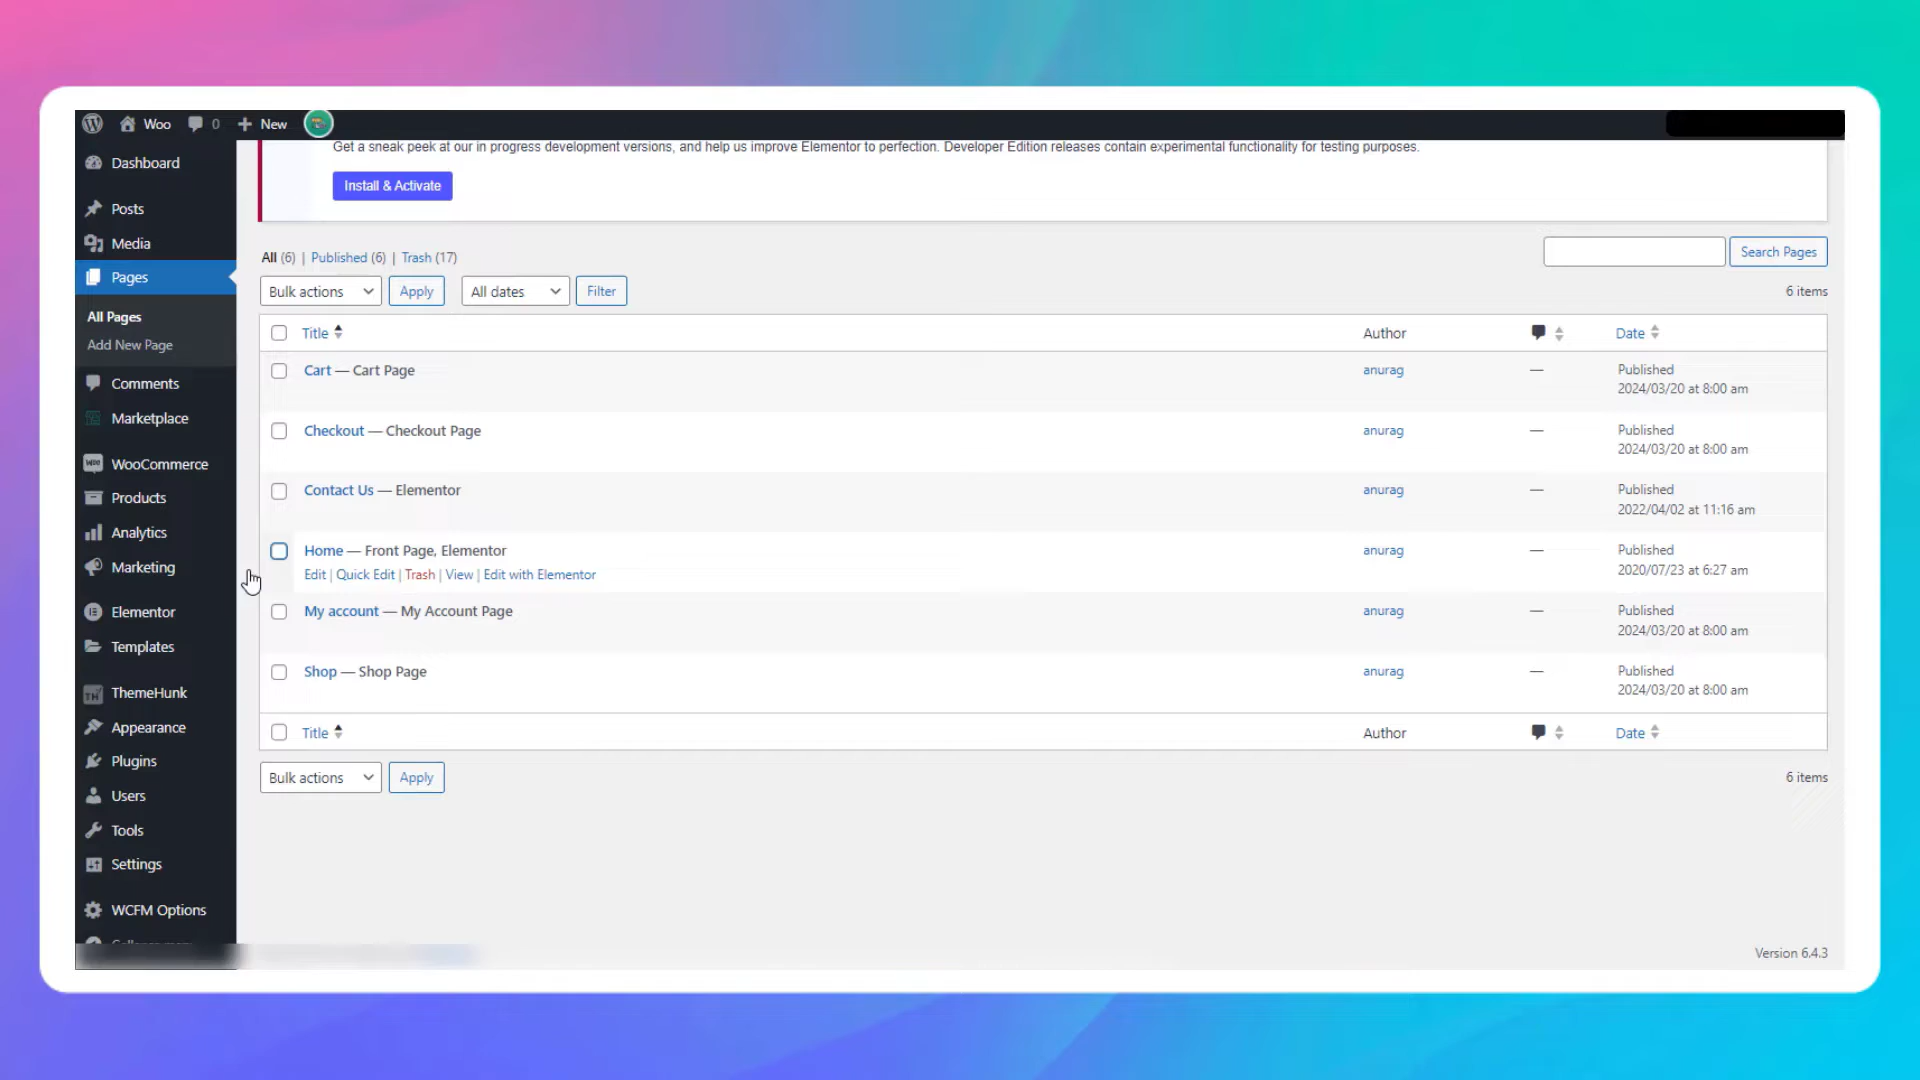 Woo 0 New
Get a sneak peek at our in progress development versions, and help us improve Elementor to perfection. Developer Edition releases contain experimental functionality for testing purposes.
Install & Activate
Dashboard
Posts
Media
Pages
All Pages
Add New Page
Comments
Marketplace
WooCommerce
Products
Analytics
Marketing
Elementor
Templates
ThemeHunk
Appearance
Plugins
Users
Tools
Settings
WCFM Options
All (6) | Published (6) | Trash (17)
Search Pages
Bulk actions Apply All dates Filter
6 items
Title Author Date
Cart — Cart Page anurag — Published
2024/03/20 at 8:00 am
Checkout — Checkout Page anurag — Published
2024/03/20 at 8:00 am
Contact Us — Elementor anurag — Published
2022/04/02 at 11:16 am
Home — Front Page, Elementor anurag — Published
Edit | Quick Edit | Trash | View | Edit with Elementor 2020/07/23 at 6:27 am
My account — My Account Page anurag — Published
2024/03/20 at 8:00 am
Shop — Shop Page anurag — Published
2024/03/20 at 8:00 am
Title Author Date
Bulk actions Apply
6 items
Version 6.4.3